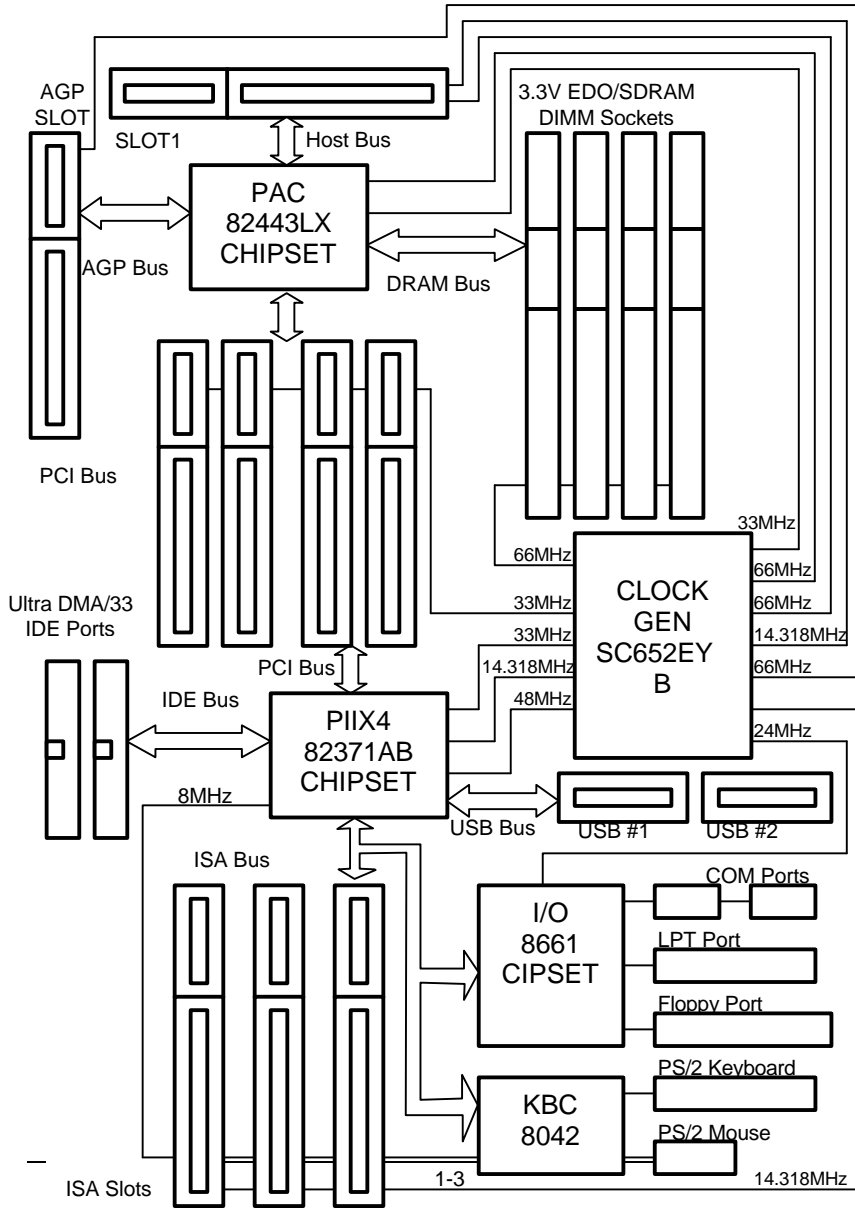 AGP
SLOT
SLOT1
Host Bus
3.3V EDO/SDRAM
DIMM Sockets
PAC
82443LX
CHIPSET
AGP Bus
DRAM Bus
PCI Bus
33MHz
66MHz
66MHz
33MHz
66MHz
14.318MHz
33MHz
66MHz
14.318MHz
48MHz
24MHz
CLOCK
GEN
SC652EY
B
Ultra DMA/33
IDE Ports
PCI Bus
IDE Bus
PIIX4
82371AB
CHIPSET
8MHz
USB Bus
USB #1
USB #2
ISA Bus
COM Ports
I/O
8661
CIPSET
LPT Port
Floppy Port
PS/2 Keyboard
KBC
8042
PS/2 Mouse
ISA Slots
1-3
14.318MHz